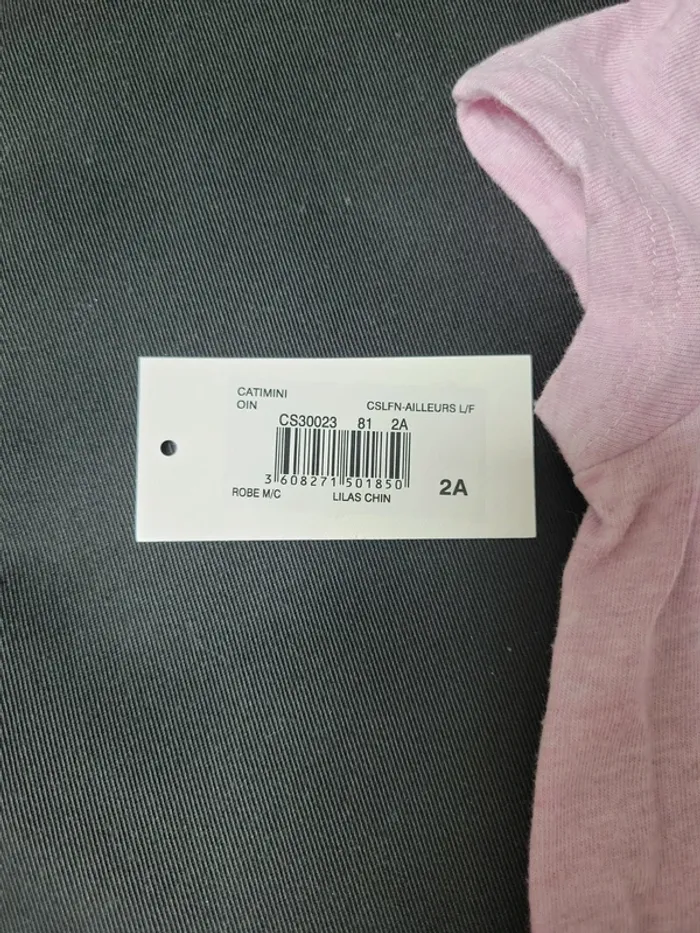 CATIMINI
OIN
CSLFN-AILLEURS L/F
CS30023 81 2A
3 608271 501850
ROBE M/C LILAS CHIN
2A